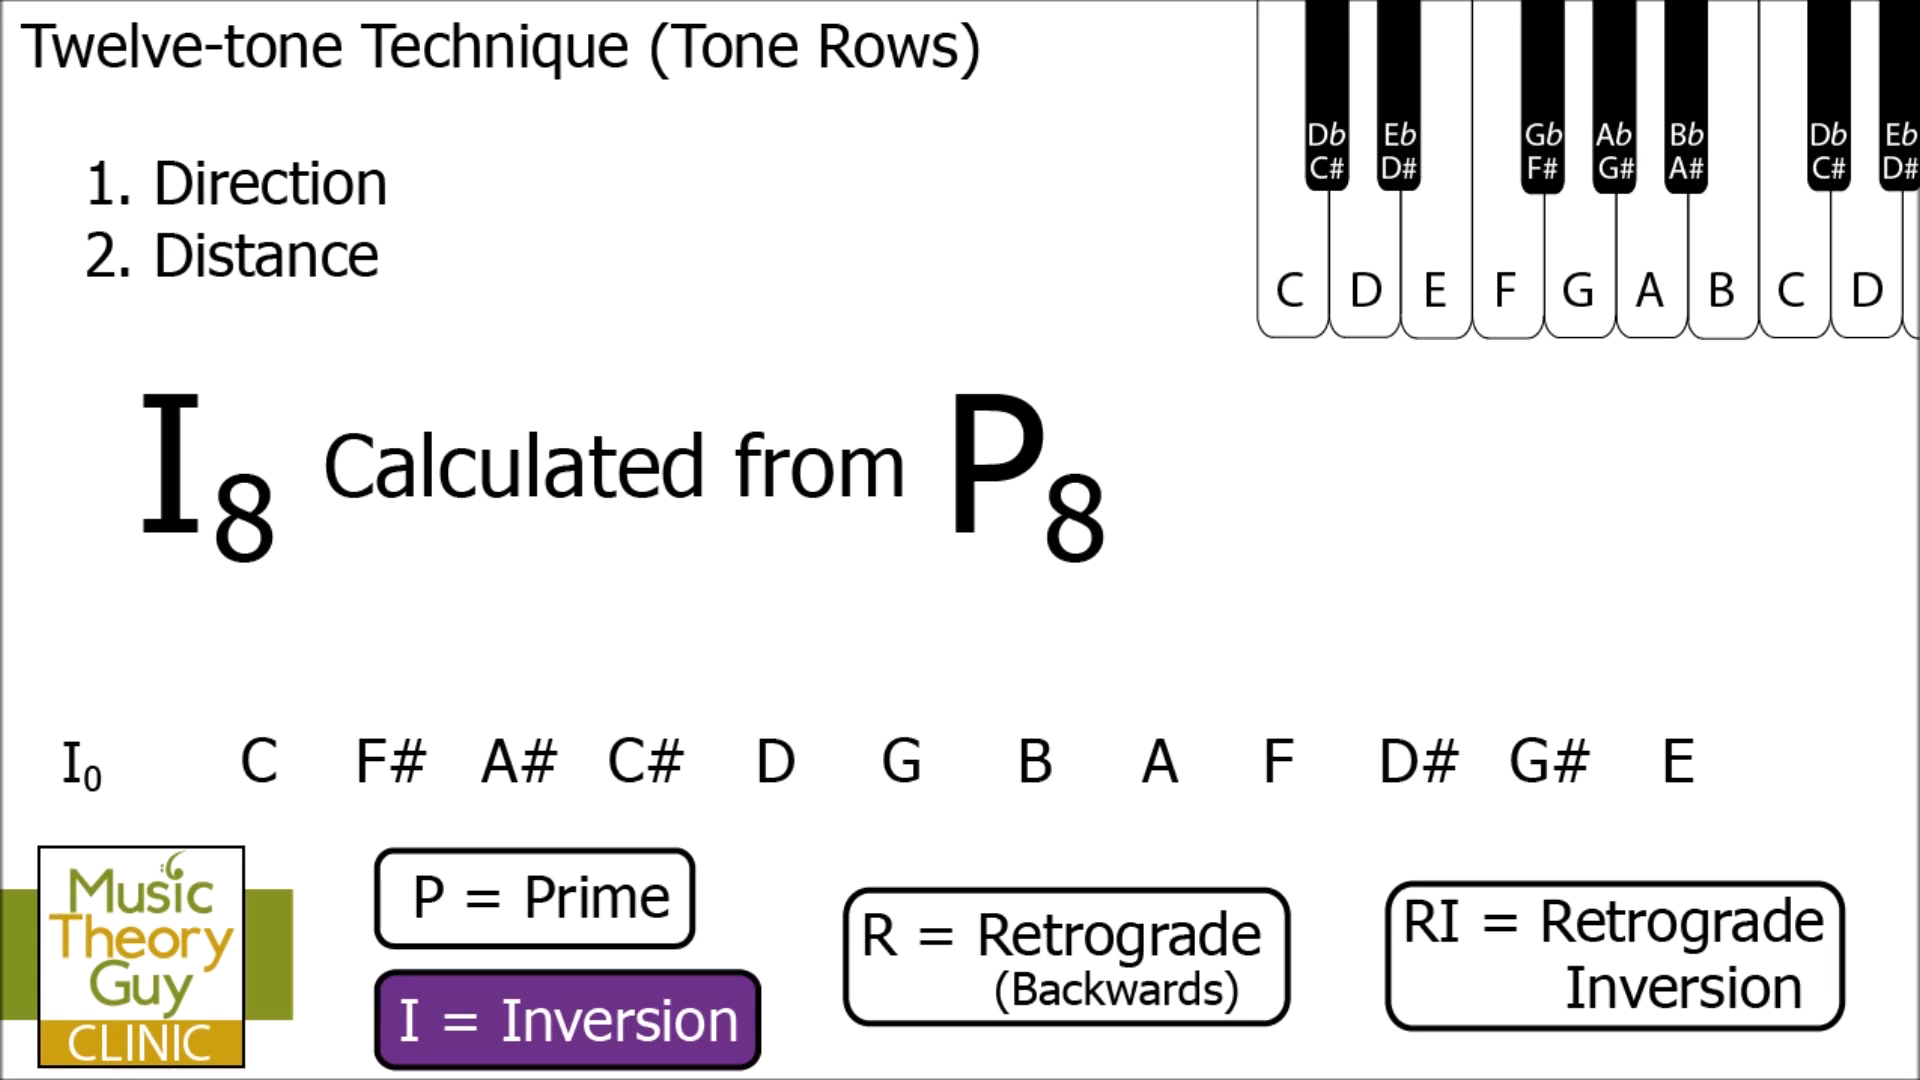 Twelve-tone Technique (Tone Rows)
1. Direction
2. Distance
Db Eb Gb Ab Bb Db Eb
C# D# F# G# A# C# D#
C D E F G A B C D
I8 Calculated from P8
I0 C F# A# C# D G B A F D# G# E
Music
Theory
Guy
CLINIC
P = Prime
I = Inversion
R = Retrograde
(Backwards)
RI = Retrograde
Inversion